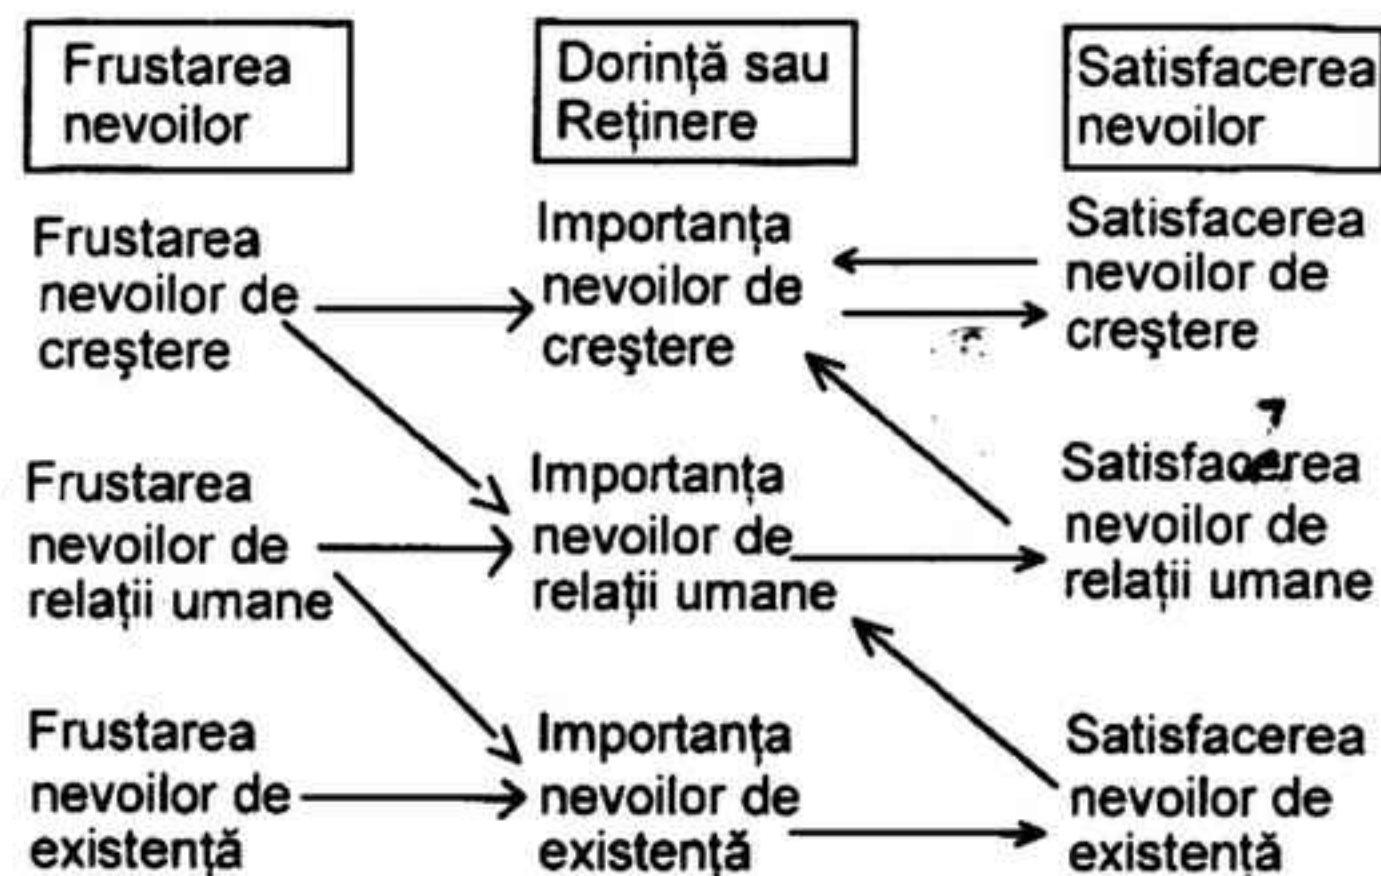 Frustarea
nevoilor
Dorință sau
Reținere
Satisfacerea
nevoilor
Frustarea
nevoilor de
creştere
Importanța
nevoilor de
creştere
Satisfacerea
nevoilor de
creştere
Frustarea
nevoilor de
relații umane
Importanța
nevoilor de
relații umane
Satisfacerea
nevoilor de
relații umane
Frustarea
nevoilor de
existență
Importanța
nevoilor de
existență
Satisfacerea
nevoilor de
existență